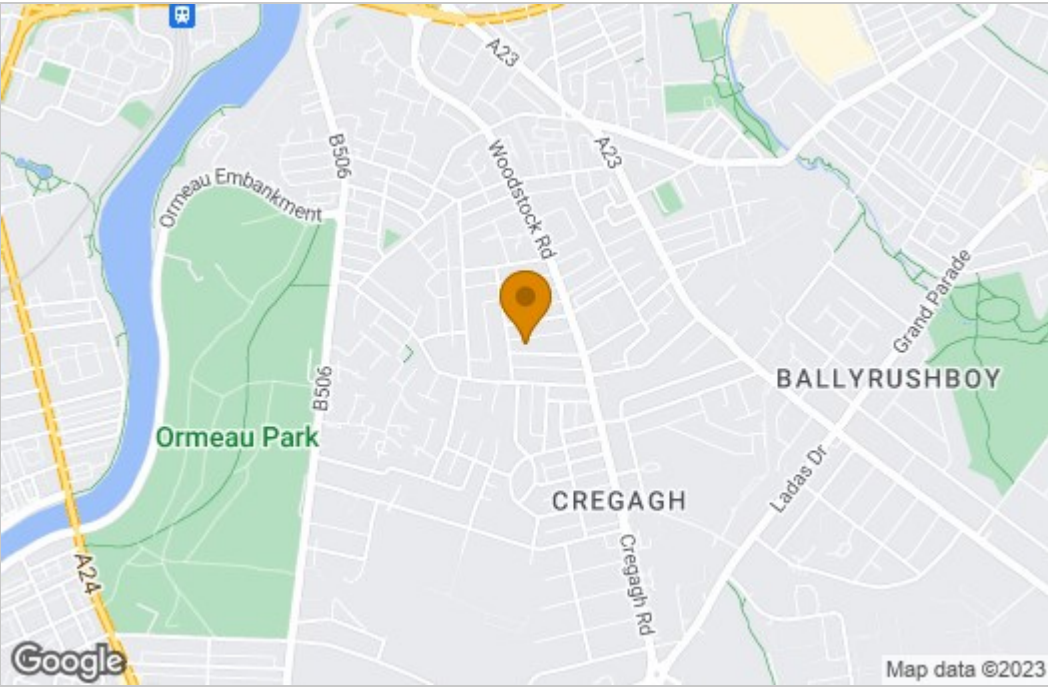 A23
B506
Woodstock Rd
A23
Ormeau Embankment
Grand Parade
BALLYRUSHBOY
B506
Ormeau Park
Ladas Dr
CREGAGH
A24
Cregagh Rd
Google
Map data ©2023